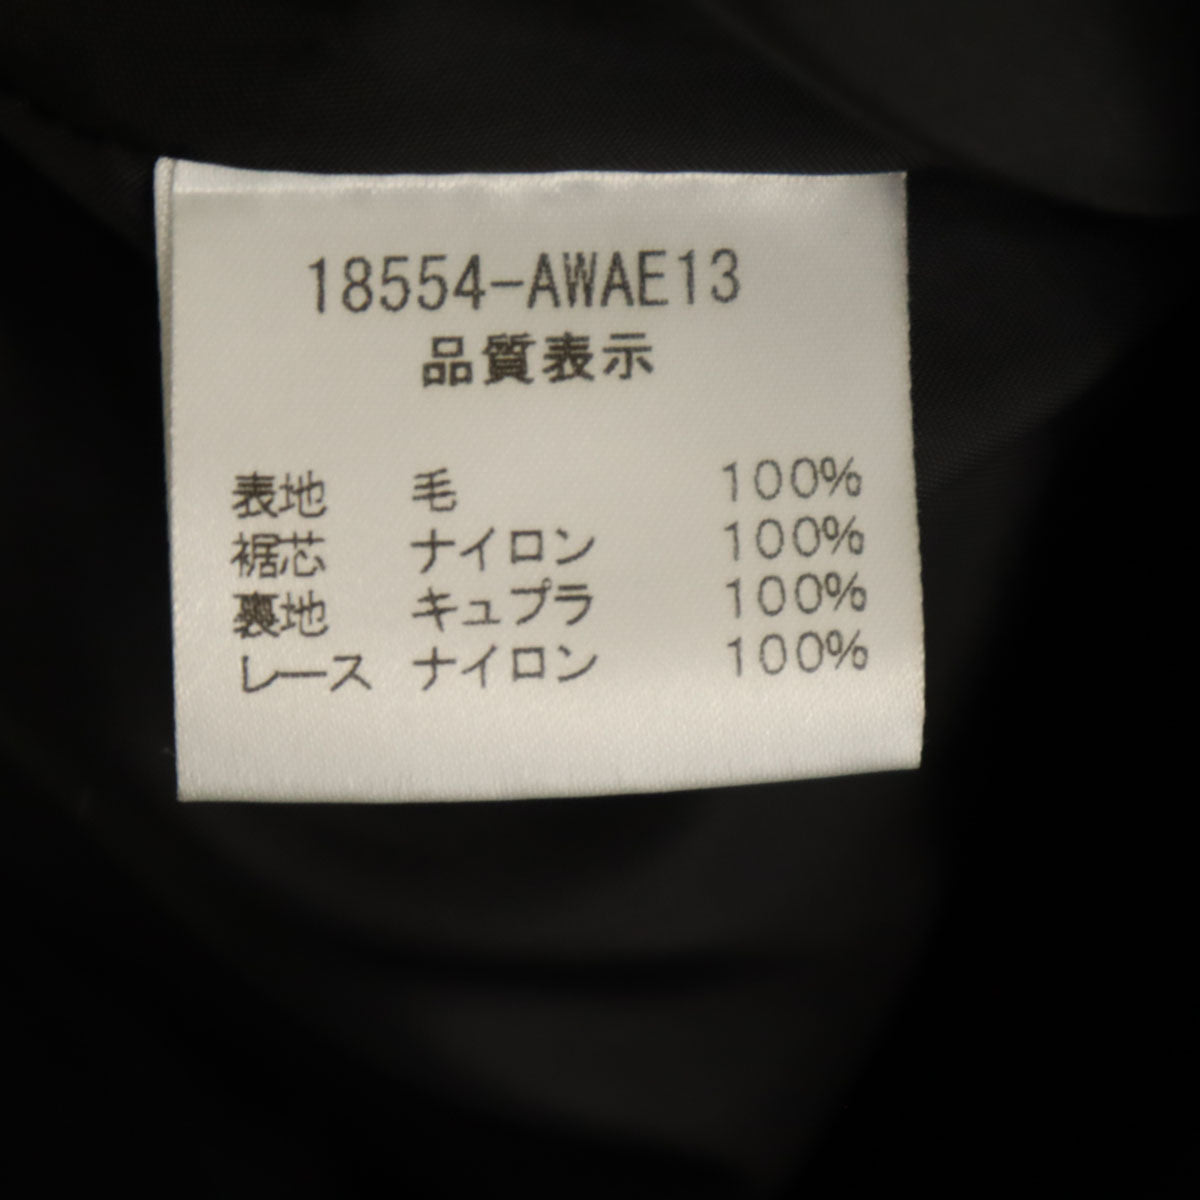 18554-AWAE13
品質表示
表地 毛 100%
裾芯 ナイロン 100%
裏地 キュプラ 100%
レース ナイロン 100%